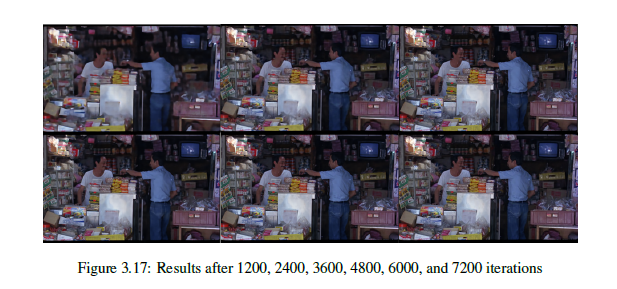 Figure 3.17: Results after 1200, 2400, 3600, 4800, 6000, and 7200 iterations